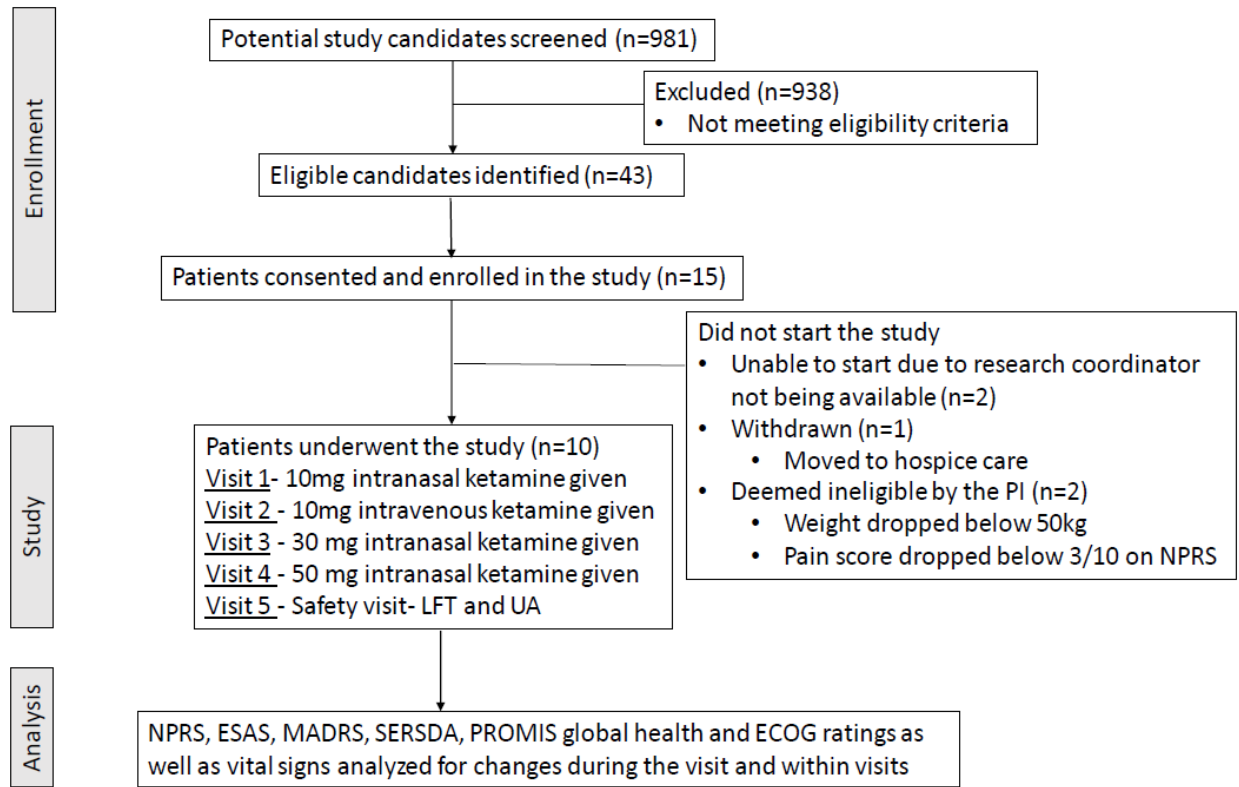 Enrollment
Potential study candidates screened (n=981)
Excluded (n=938)
• Not meeting eligibility criteria
Eligible candidates identified (n=43)
Patients consented and enrolled in the study (n=15)
Did not start the study
• Unable to start due to research coordinator
not being available (n=2)
• Withdrawn (n=1)
• Moved to hospice care
• Deemed ineligible by the PI (n=2)
• Weight dropped below 50kg
• Pain score dropped below 3/10 on NPRS
Study
Patients underwent the study (n=10)
Visit 1- 10mg intranasal ketamine given
Visit 2 - 10mg intravenous ketamine given
Visit 3 - 30 mg intranasal ketamine given
Visit 4 - 50 mg intranasal ketamine given
Visit 5 - Safety visit- LFT and UA
Analysis
NPRS, ESAS, MADRS, SERSDA, PROMIS global health and ECOG ratings as
well as vital signs analyzed for changes during the visit and within visits